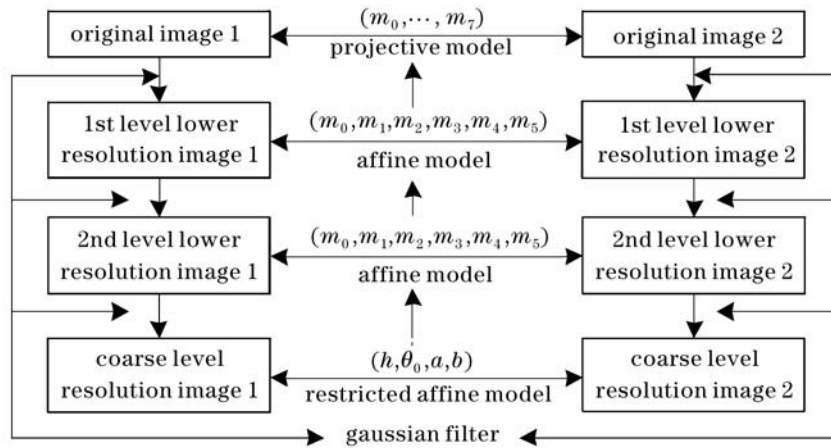 original image 1
(m₀,⋯, m₇)
projective model
original image 2
1st level lower
resolution image 1
(m₀,m₁,m₂,m₃,m₄,m₅)
affine model
1st level lower
resolution image 2
2nd level lower
resolution image 1
(m₀,m₁,m₂,m₃,m₄,m₅)
affine model
2nd level lower
resolution image 2
coarse level
resolution image 1
(h,θ₀,a,b)
restricted affine model
coarse level
resolution image 2
gaussian filter